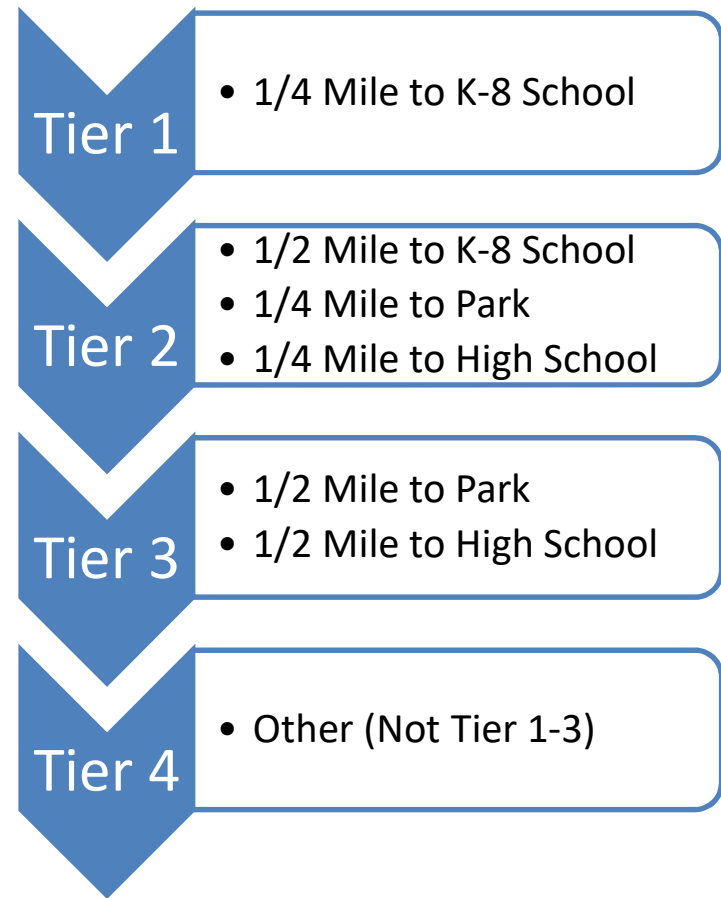 Tier 1
• 1/4 Mile to K-8 School
Tier 2
• 1/2 Mile to K-8 School
• 1/4 Mile to Park
• 1/4 Mile to High School
Tier 3
• 1/2 Mile to Park
• 1/2 Mile to High School
Tier 4
• Other (Not Tier 1-3)